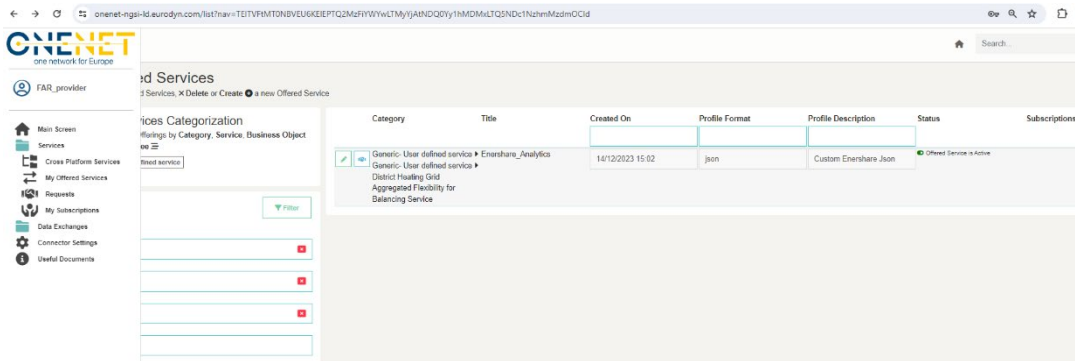 onenet-ngsi-ld.eurodyn.com/list?nav=TEITVFtMT0NBVEU6KEIEPTQ2MzFiYWYwLTMyYjAtNDQ0Yy1hMDMxLTQ5NDc1NzhmMzdmOCId
ONENET
one network for Europe
Search...
FAR_provider
ed Services
d Services, × Delete or Create a new Offered Service
Main Screen
Services
Cross Platform Services
My Offered Services
Requests
My Subscriptions
Data Exchanges
Connector Settings
Useful Documents
ices Categorization
fferings by Category, Service, Business Object
fined service
Filter
Category Title Created On Profile Format Profile Description Status Subscriptions
Generic- User defined service Enershare_Analytics 14/12/2023 15:02 json Custom Enershare Json Offered Service is Active
Generic- User defined service
District Heating Grid
Aggregated Flexibility for
Balancing Service